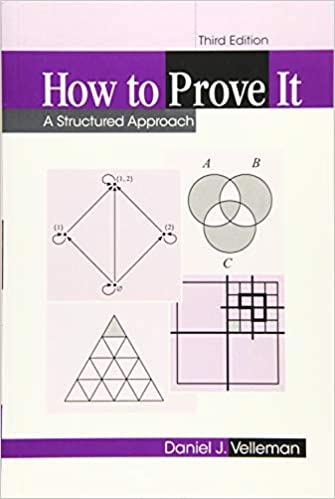 Third Edition
How to Prove It
A Structured Approach
A B
{1, 2}
{1} {2}
∅
C
Daniel J. Velleman